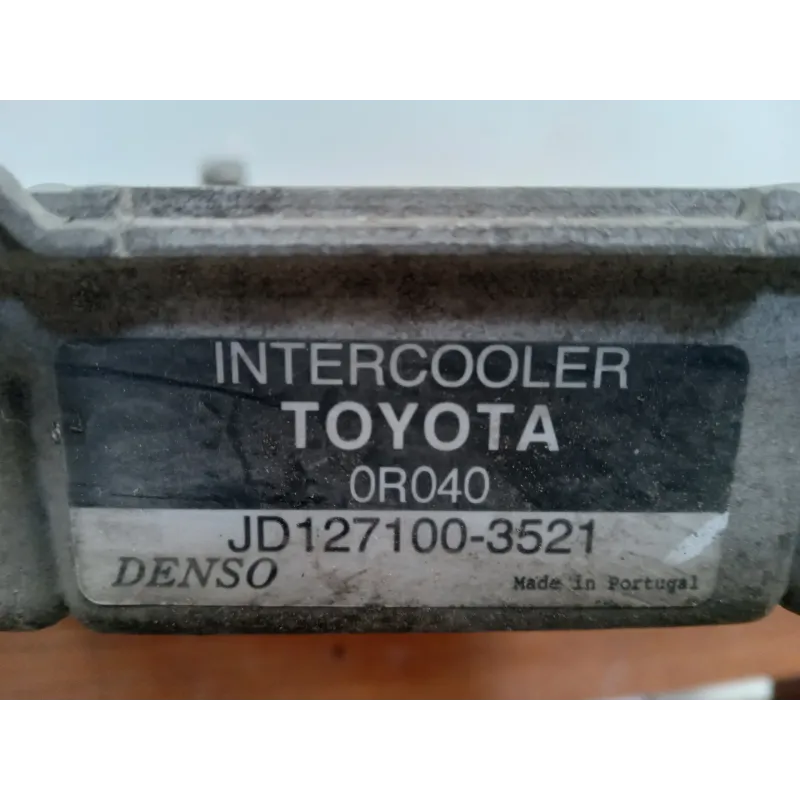 INTERCOOLER
TOYOTA
0R040
JD127100-3521
DENSO Made in Portugal